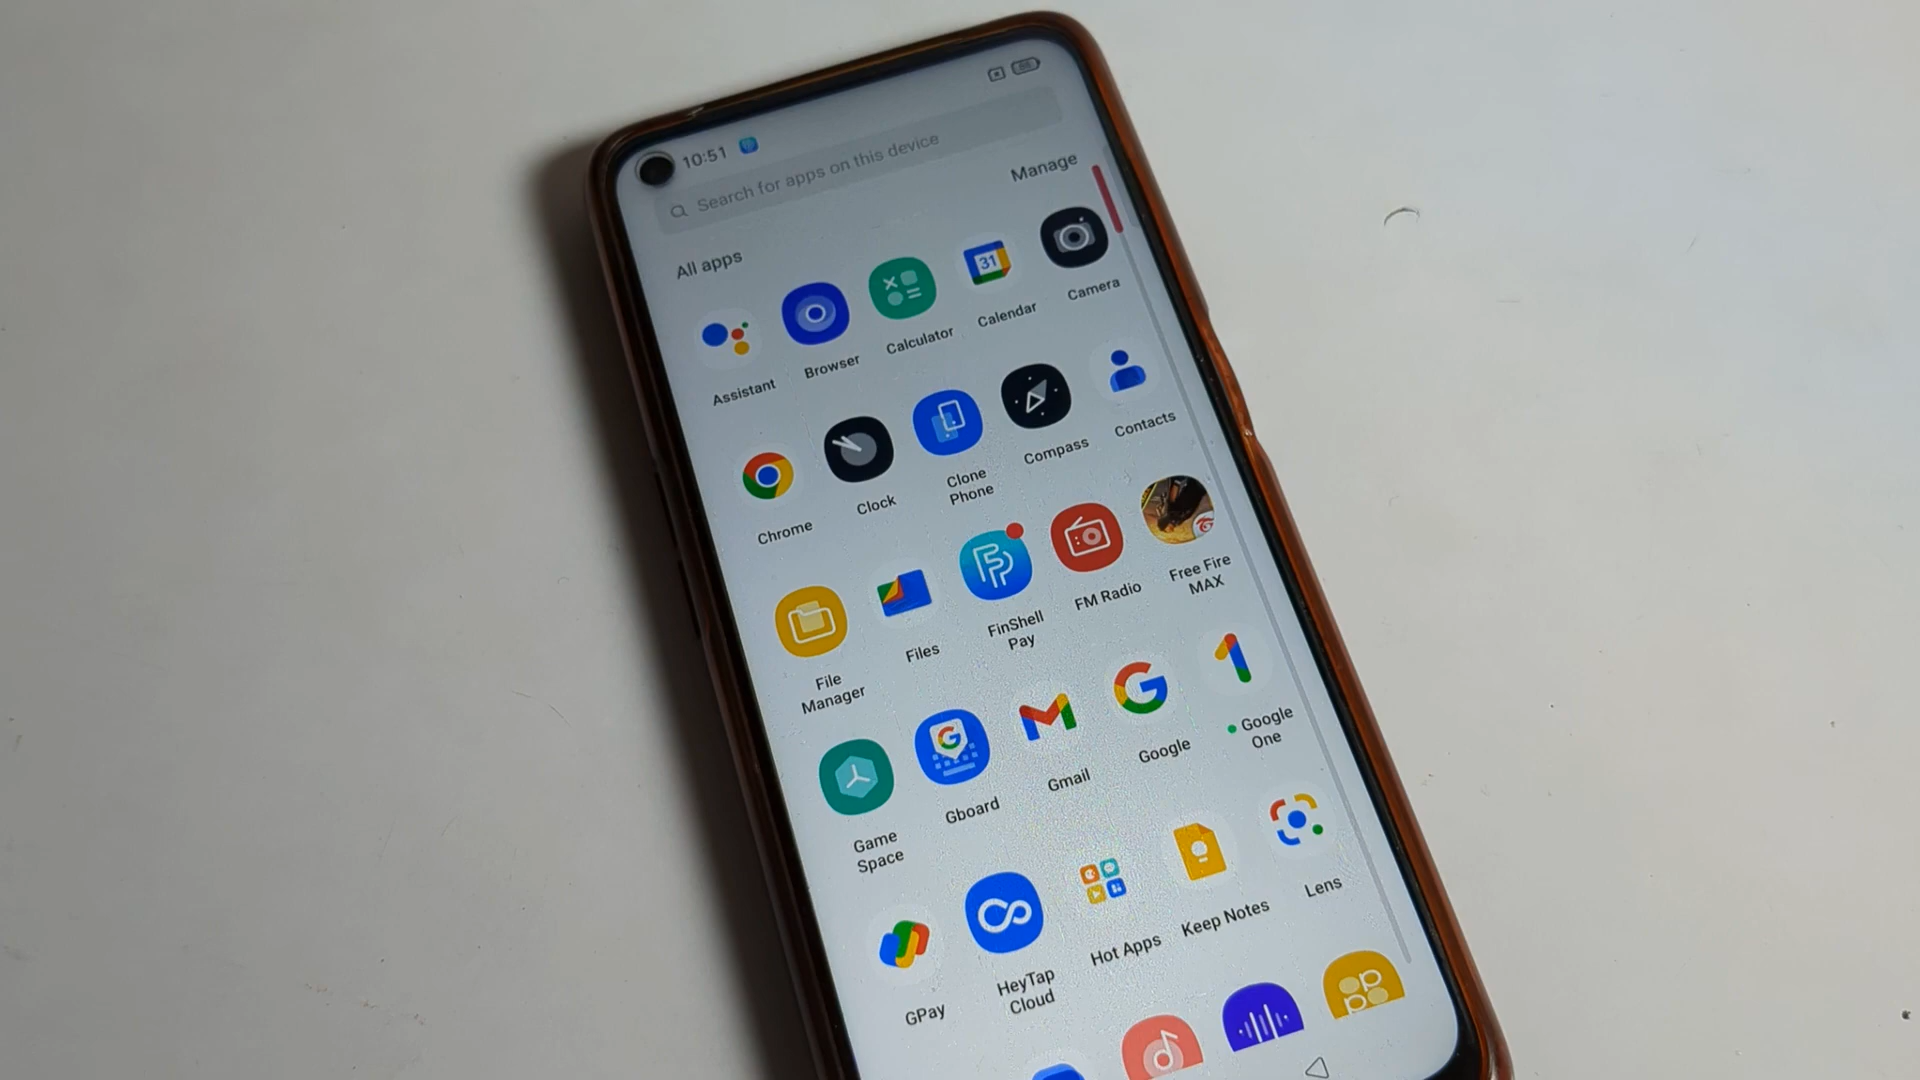 10:51
Search for apps on this device
Manage
All apps
Assistant
Browser
Calculator
31
Calendar
Camera
Chrome
Clock
Clone
Phone
Compass
Contacts
File
Manager
Files
FinShell
Pay
FM Radio
Free Fire
MAX
Game
Space
Gboard
Gmail
Google
Google
One
GPay
HeyTap
Cloud
Hot Apps
Keep Notes
Lens